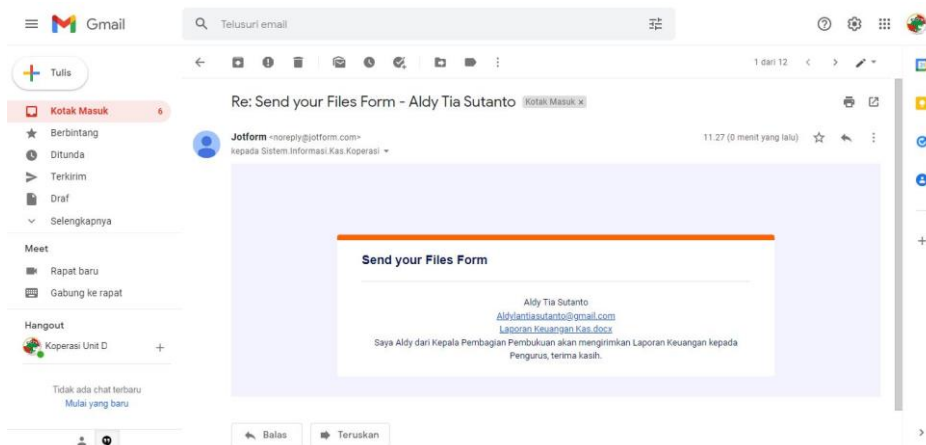 Gmail
Telusuri email
Tulis
1 dari 12
Kotak Masuk 6
Berbintang
Ditunda
Terkirim
Draf
Selengkapnya
Meet
Rapat baru
Gabung ke rapat
Hangout
Koperasi Unit D
Tidak ada chat terbaru
Mulai yang baru
Re: Send your Files Form - Aldy Tia Sutanto Kotak Masuk x
Jotform <noreply@jotform.com> 11.27 (0 menit yang lalu)
kepada Sistem.Informasi.Kas.Koperasi
Send your Files Form
Aldy Tia Sutanto
Aldylantiasutanto@gmail.com
Laporan Keuangan Kas.docx
Saya Aldy dari Kepala Pembagian Pembukuan akan mengirimkan Laporan Keuangan kepada
Pengurus, terima kasih.
Balas
Teruskan